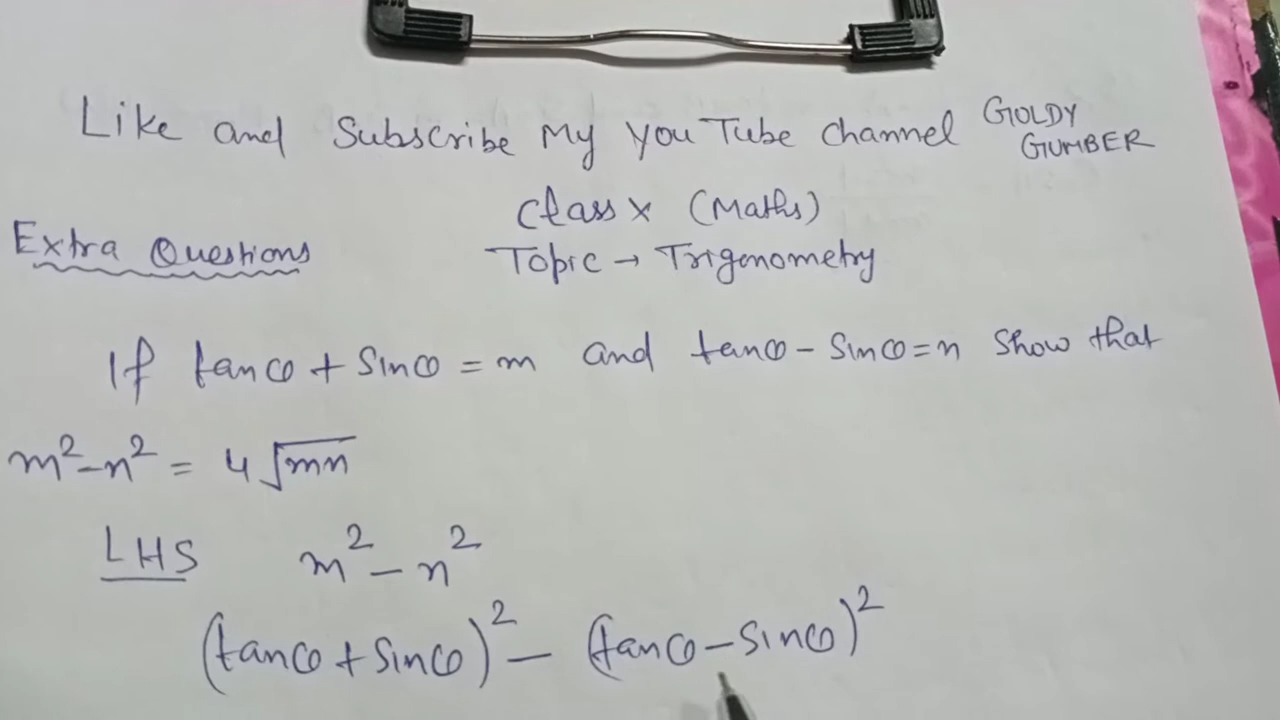 Like and Subscribe My YouTube channel GOLDY GUMBER
Class X (Maths)
Extra Questions
Topic → Trigonometry
If tanθ + Sinθ = m and tanθ - Sinθ = n Show that
m² - n² = 4√mn
LHS m² - n²
(tanθ + Sinθ)² - (tanθ - Sinθ)²